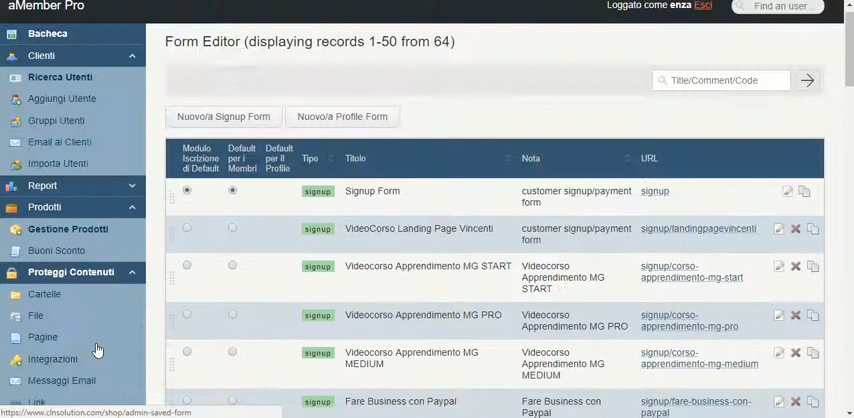 aMember Pro
Loggato come enza Esci
Find an user...
Bacheca
Clienti
Ricerca Utenti
Aggiungi Utente
Gruppi Utenti
Email ai Clienti
Importa Utenti
Report
Prodotti
Gestione Prodotti
Buoni Sconto
Proteggi Contenuti
Cartelle
File
Pagine
Integrazioni
Messaggi Email
Link
https://www.clnsolution.com/shop/admin-saved-form
Form Editor (displaying records 1-50 from 64)
Title/Comment/Code
Nuovo/a Signup Form
Nuovo/a Profile Form
Modulo Default Default
Iscrizione per i per il Tipo Titolo Nota URL
di Default Membri Profile
signup Signup Form customer signup/payment signup
form
signup VideoCorso Landing Page Vincenti customer signup/payment signup/landingpagevincenti
form
signup Videocorso Apprendimento MG START Videocorso signup/corso-
Apprendimento MG apprendimento-mg-start
START
signup Videocorso Apprendimento MG PRO Videocorso signup/corso-
Apprendimento MG PRO apprendimento-mg-pro
signup Videocorso Apprendimento MG Videocorso signup/corso-
MEDIUM Apprendimento MG apprendimento-mg-medium
MEDIUM
signup Fare Business con Paypal Fare Business con signup/fare-business-con-
Paypal paypal